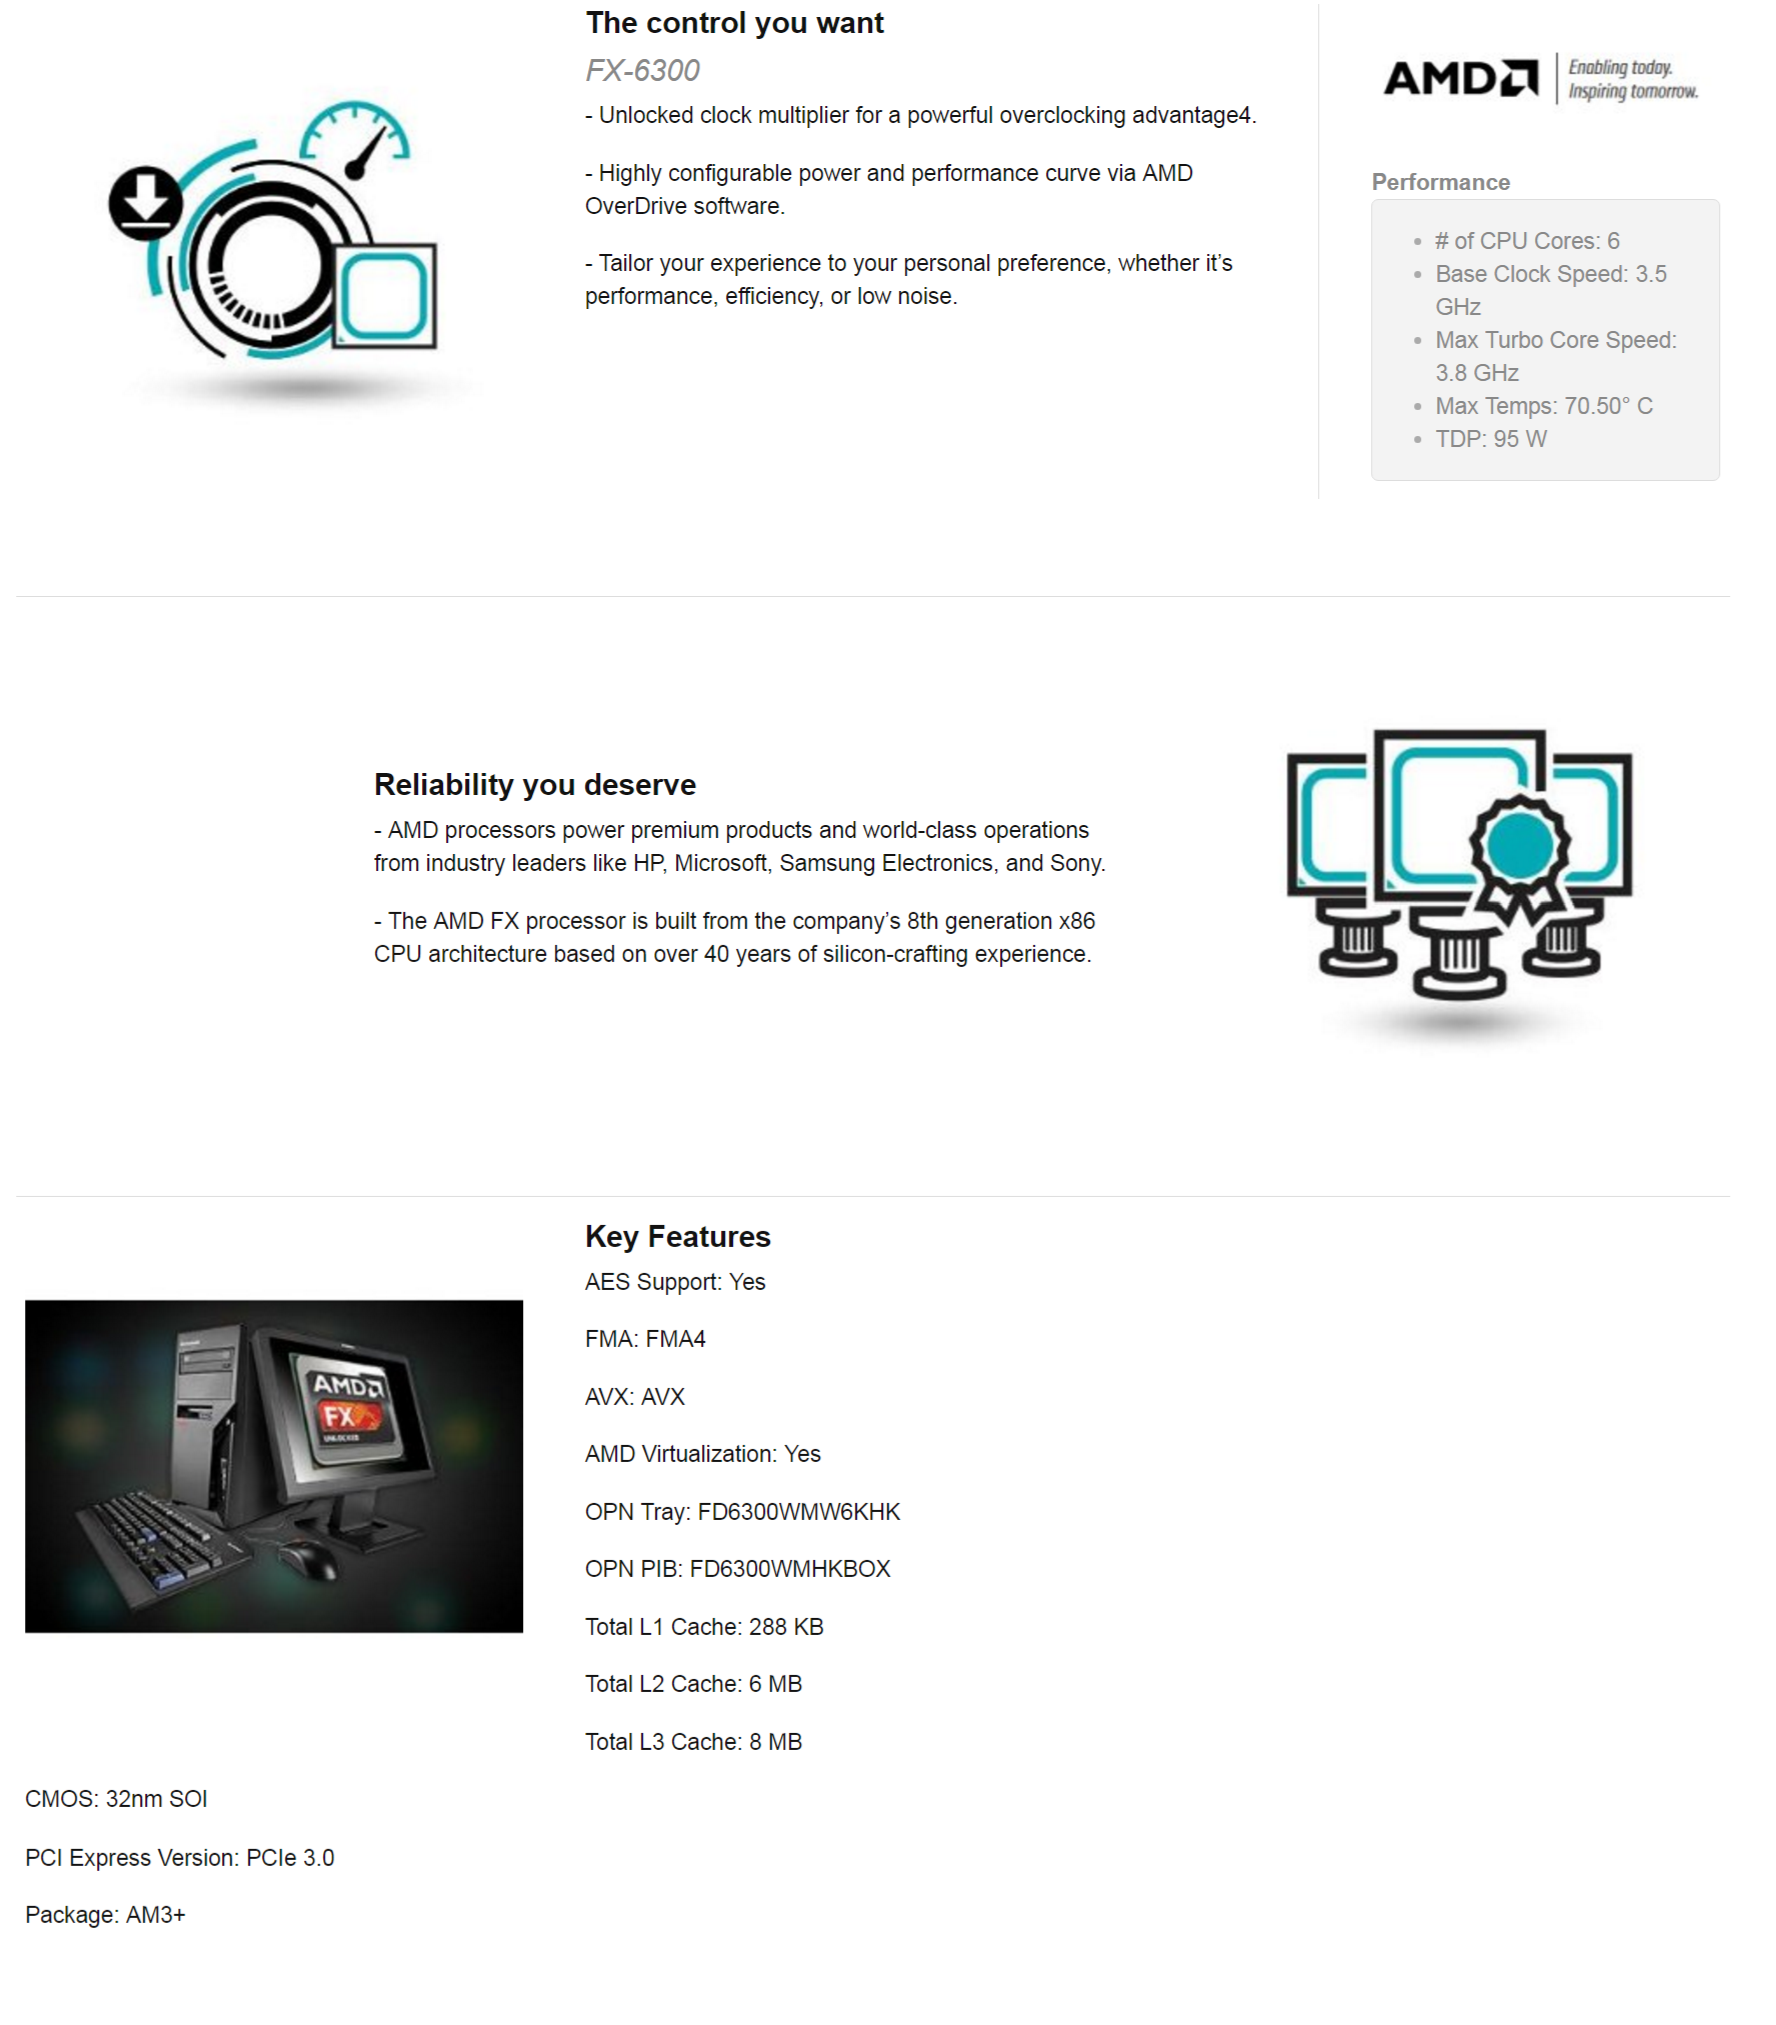 The control you want
FX-6300
- Unlocked clock multiplier for a powerful overclocking advantage4.
- Highly configurable power and performance curve via AMD
OverDrive software.
- Tailor your experience to your personal preference, whether it’s
performance, efficiency, or low noise.
AMD
Enabling today.
Inspiring tomorrow.
Performance
# of CPU Cores: 6
Base Clock Speed: 3.5
GHz
Max Turbo Core Speed:
3.8 GHz
Max Temps: 70.50° C
TDP: 95 W
Reliability you deserve
- AMD processors power premium products and world-class operations
from industry leaders like HP, Microsoft, Samsung Electronics, and Sony.
- The AMD FX processor is built from the company’s 8th generation x86
CPU architecture based on over 40 years of silicon-crafting experience.
AMD
FX
UNLOCKED
Key Features
AES Support: Yes
FMA: FMA4
AVX: AVX
AMD Virtualization: Yes
OPN Tray: FD6300WMW6KHK
OPN PIB: FD6300WMHKBOX
Total L1 Cache: 288 KB
Total L2 Cache: 6 MB
Total L3 Cache: 8 MB
CMOS: 32nm SOI
PCI Express Version: PCIe 3.0
Package: AM3+